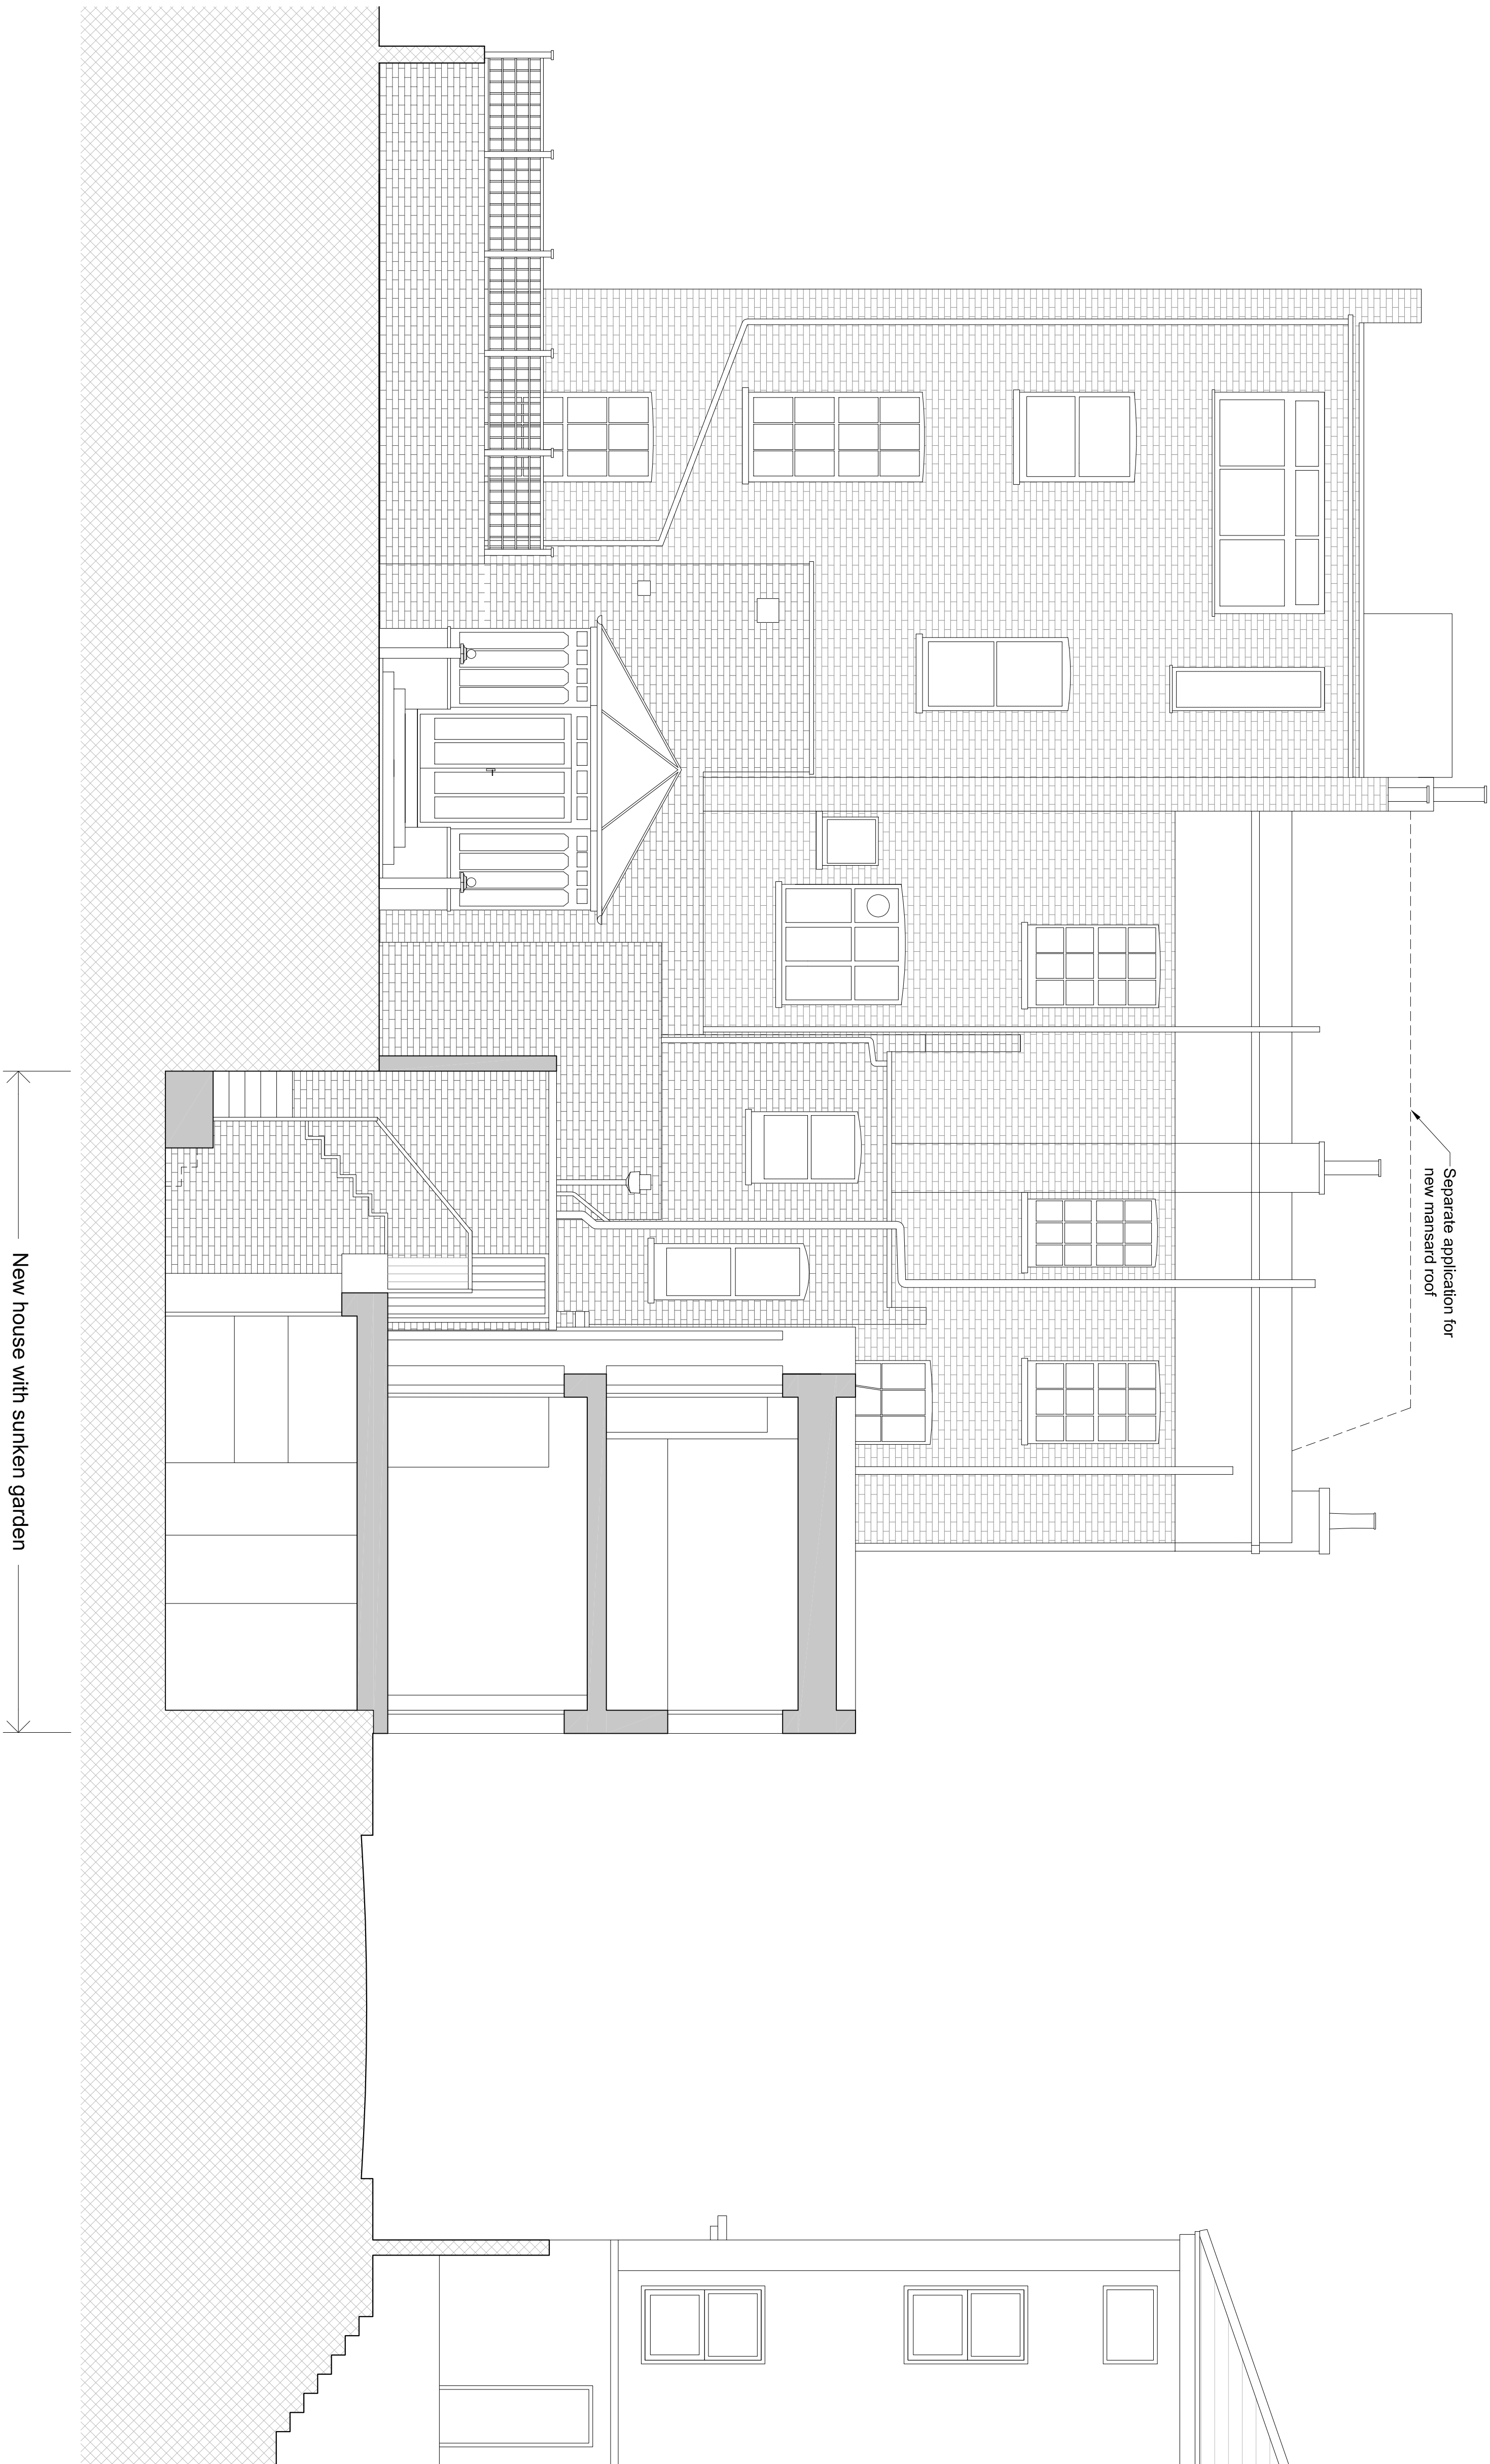 Separate application for
new mansard roof
New house with sunken garden